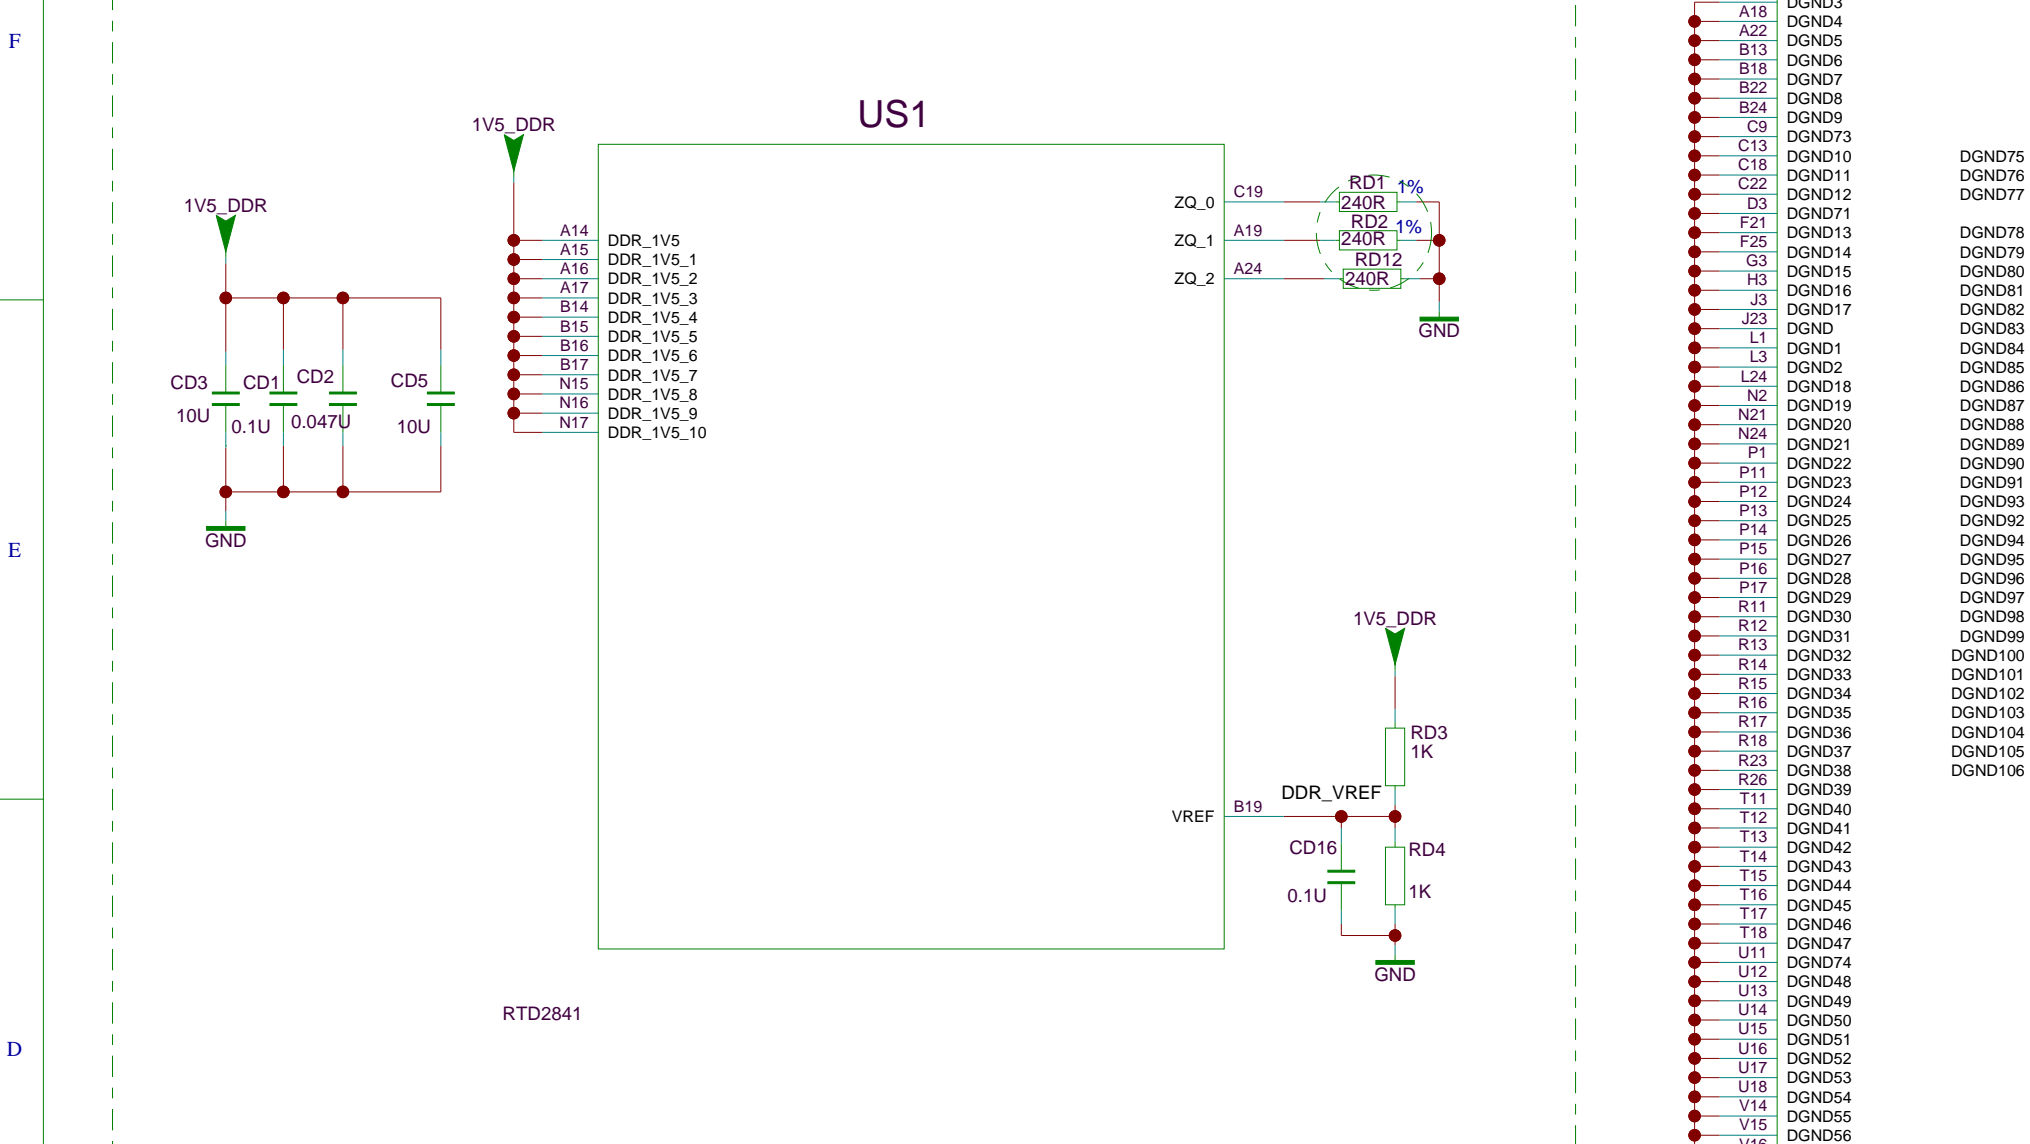 F
E
D
US1
1V5_DDR
1V5_DDR
CD3
10U
CD1
0.1U
CD2
0.047U
CD5
10U
GND
A14 DDR_1V5
A15 DDR_1V5_1
A16 DDR_1V5_2
A17 DDR_1V5_3
B14 DDR_1V5_4
B15 DDR_1V5_5
B16 DDR_1V5_6
B17 DDR_1V5_7
N15 DDR_1V5_8
N16 DDR_1V5_9
N17 DDR_1V5_10
ZQ_0 C19 RD1 1%
240R
ZQ_1 A19 RD2 1%
240R
ZQ_2 A24 RD12
240R
GND
1V5_DDR
RD3
1K
DDR_VREF
VREF B19
CD16
0.1U
RD4
1K
GND
RTD2841
DGND3
A18 DGND4
A22 DGND5
B13 DGND6
B18 DGND7
B22 DGND8
B24 DGND9
C9 DGND73
C13 DGND10
C18 DGND11
C22 DGND12
D3 DGND71
F21 DGND13
F25 DGND14
G3 DGND15
H3 DGND16
J3 DGND17
J23 DGND
L1 DGND1
L3 DGND2
L24 DGND18
N2 DGND19
N21 DGND20
N24 DGND21
P1 DGND22
P11 DGND23
P12 DGND24
P13 DGND25
P14 DGND26
P15 DGND27
P16 DGND28
P17 DGND29
R11 DGND30
R12 DGND31
R13 DGND32
R14 DGND33
R15 DGND34
R16 DGND35
R17 DGND36
R18 DGND37
R23 DGND38
R26 DGND39
T11 DGND40
T12 DGND41
T13 DGND42
T14 DGND43
T15 DGND44
T16 DGND45
T17 DGND46
T18 DGND47
U11 DGND74
U12 DGND48
U13 DGND49
U14 DGND50
U15 DGND51
U16 DGND52
U17 DGND53
U18 DGND54
V14 DGND55
V15 DGND56
V16
DGND75
DGND76
DGND77
DGND78
DGND79
DGND80
DGND81
DGND82
DGND83
DGND84
DGND85
DGND86
DGND87
DGND88
DGND89
DGND90
DGND91
DGND93
DGND92
DGND94
DGND95
DGND96
DGND97
DGND98
DGND99
DGND100
DGND101
DGND102
DGND103
DGND104
DGND105
DGND106